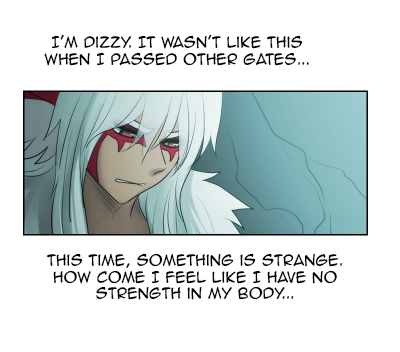 I'M DIZZY. IT WASN'T LIKE THIS
WHEN I PASSED OTHER GATES...
THIS TIME, SOMETHING IS STRANGE.
HOW COME I FEEL LIKE I HAVE NO
STRENGTH IN MY BODY...